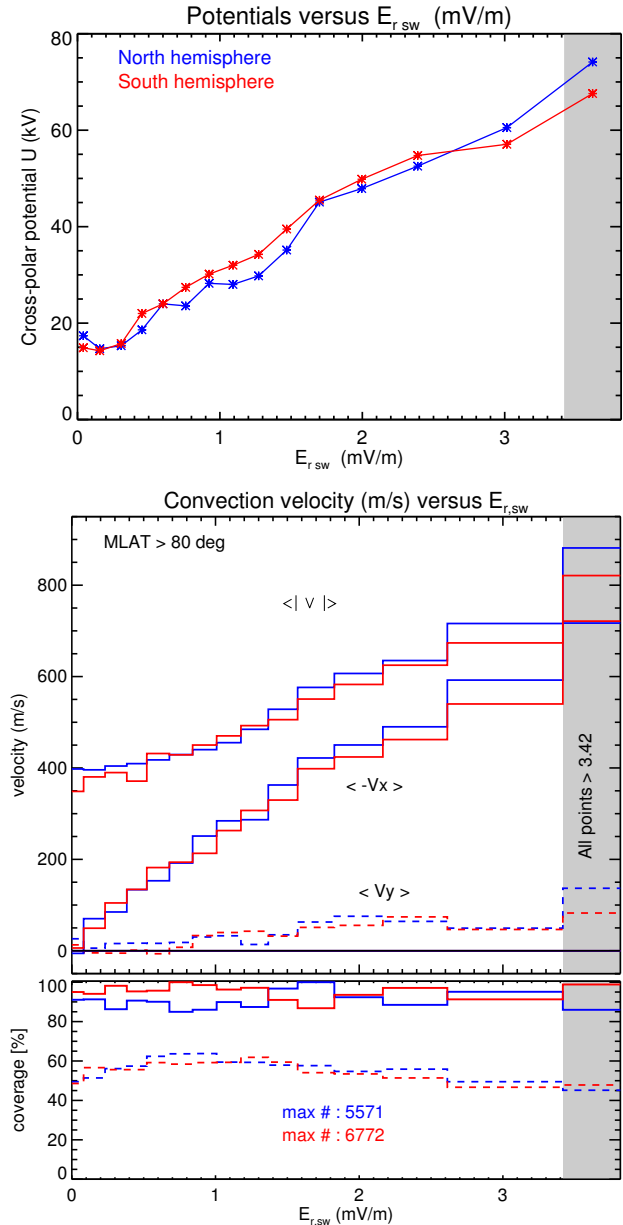 Potentials versus E_r sw (mV/m)
North hemisphere
South hemisphere
Cross-polar potential U (kV)
80
60
40
20
0
0 1 2 3
E_r sw (mV/m)
Convection velocity (m/s) versus E_r,sw
MLAT > 80 deg
<| v |>
< -Vx >
< Vy >
All points > 3.42
velocity (m/s)
800
600
400
200
0
coverage [%]
100
80
60
40
20
0
max # : 5571
max # : 6772
0 1 2 3
E_r,sw (mV/m)